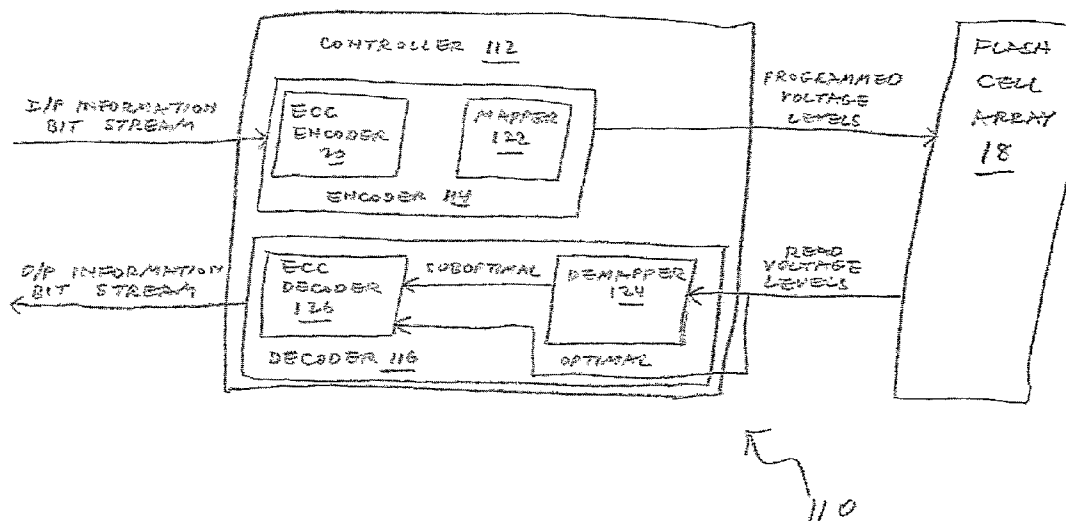 CONTROLLER 112
I/P INFORMATION
BIT STREAM
ECC
ENCODER
20
MAPPER
122
ENCODER 114
PROGRAMMED
VOLTAGE
LEVELS
FLASH
CELL
ARRAY
18
O/P INFORMATION
BIT STREAM
ECC
DECODER
126
SUBOPTIMAL
DEMAPPER
124
OPTIMAL
DECODER 116
READ
VOLTAGE
LEVELS
110